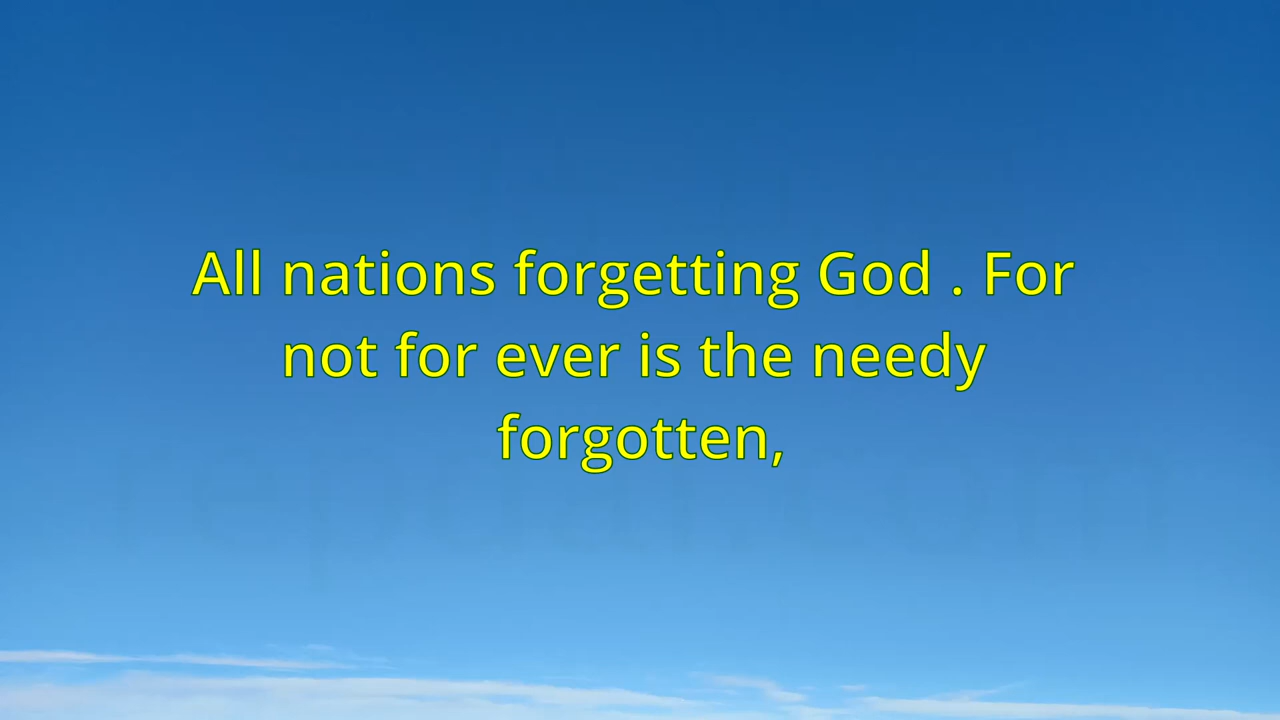 All nations forgetting God . For
not for ever is the needy
forgotten,